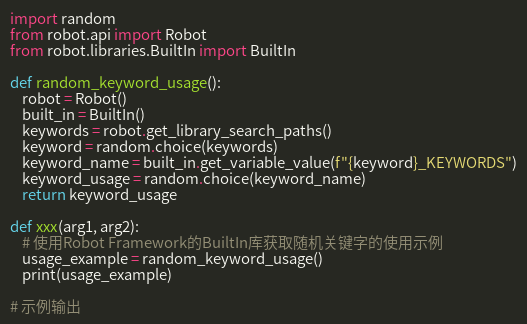 import random
from robot.api import Robot
from robot.libraries.BuiltIn import BuiltIn
def random_keyword_usage():
robot = Robot()
built_in = BuiltIn()
keywords = robot.get_library_search_paths()
keyword = random.choice(keywords)
keyword_name = built_in.get_variable_value(f"{keyword}_KEYWORDS")
keyword_usage = random.choice(keyword_name)
return keyword_usage
def xxx(arg1, arg2):
# 使用Robot Framework的BuiltIn库获取随机关键字的使用示例
usage_example = random_keyword_usage()
print(usage_example)
# 示例输出